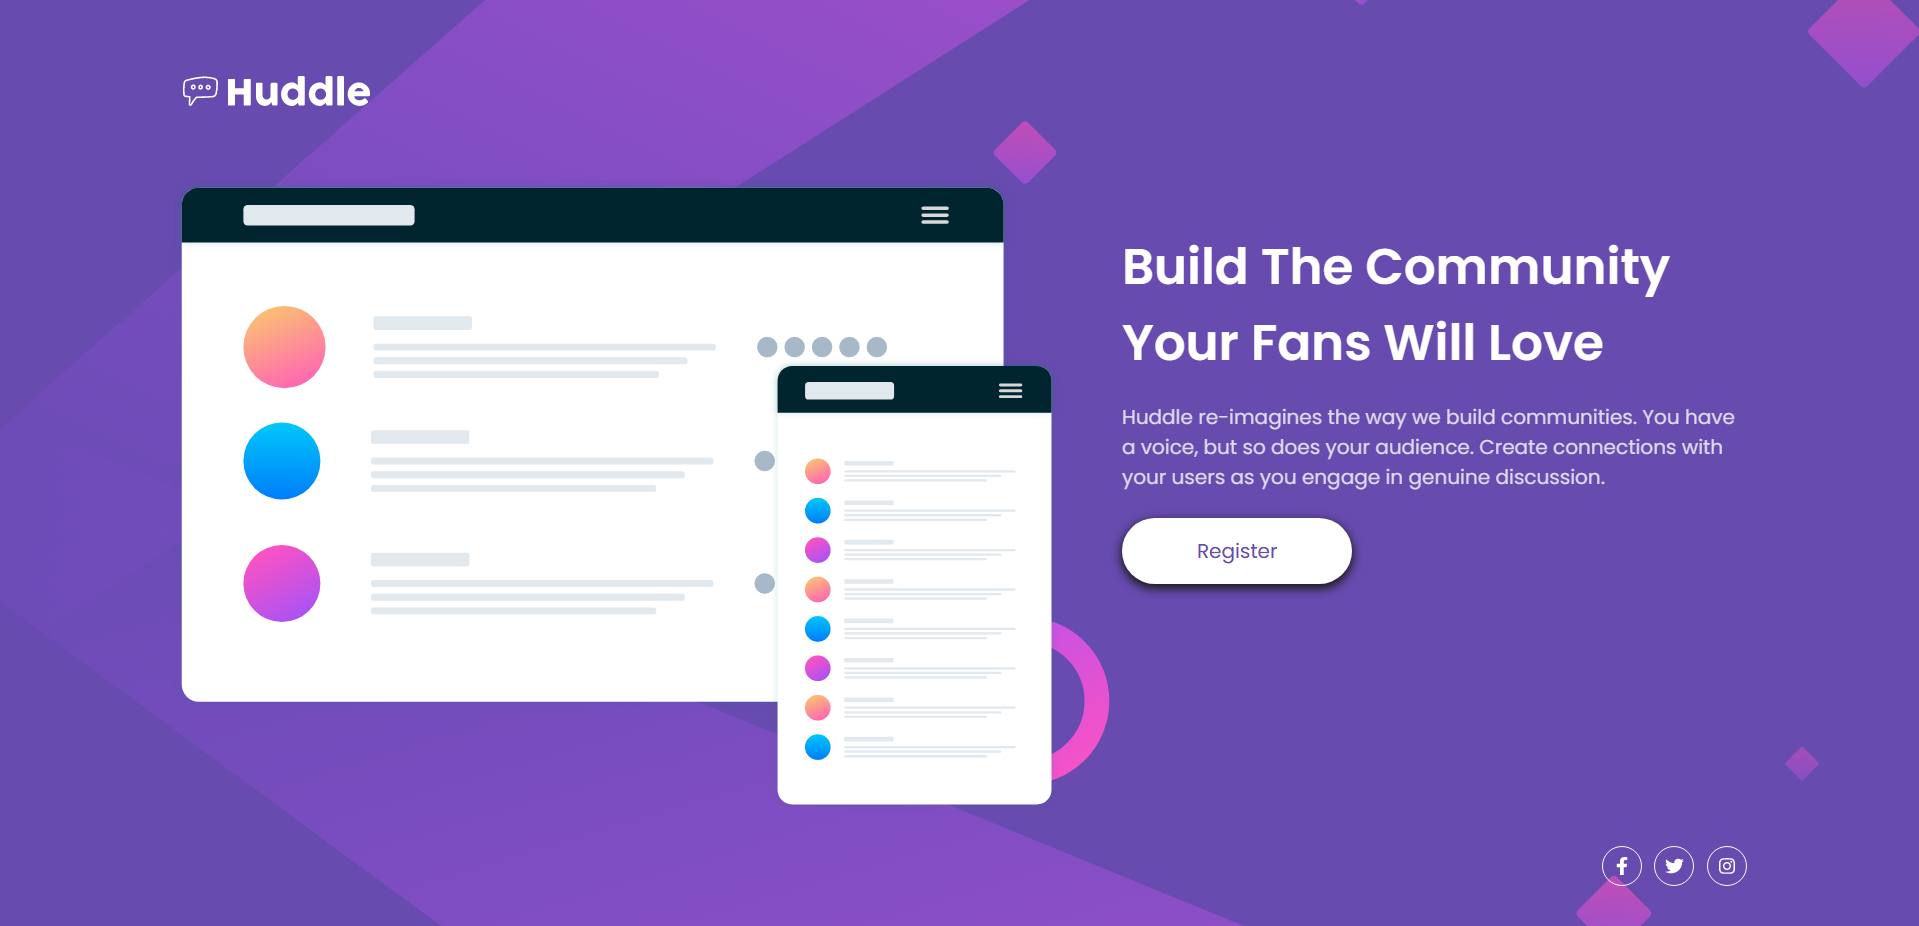 Huddle
Build The Community
Your Fans Will Love
Huddle re-imagines the way we build communities. You have
a voice, but so does your audience. Create connections with
your users as you engage in genuine discussion.
Register